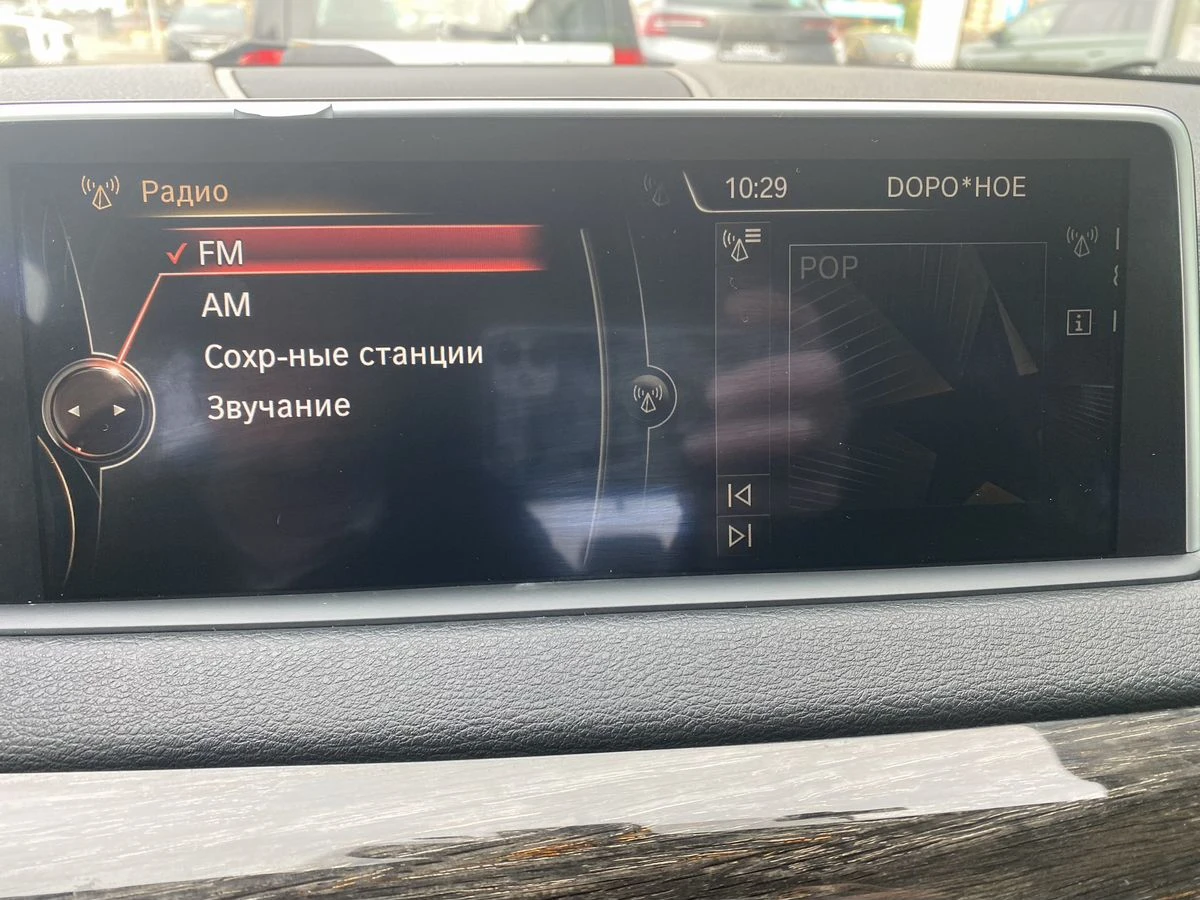 Радио
10:29
DOPO*HOE
FM
AM
Сохр-ные станции
Звучание
POP